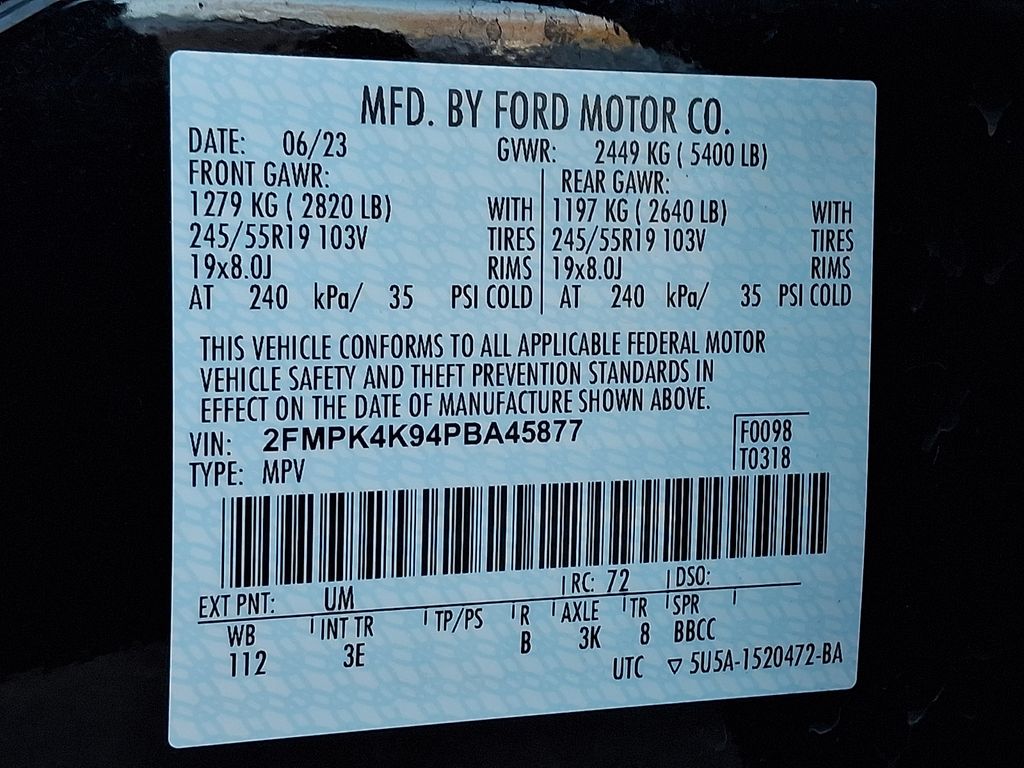 MFD. BY FORD MOTOR CO.
DATE: 06/23 GVWR: 2449 KG ( 5400 LB)
FRONT GAWR: REAR GAWR:
1279 KG ( 2820 LB) WITH 1197 KG ( 2640 LB) WITH
245/55R19 103V TIRES 245/55R19 103V TIRES
19x8.0J RIMS 19x8.0J RIMS
AT 240 kPa/ 35 PSI COLD AT 240 kPa/ 35 PSI COLD
THIS VEHICLE CONFORMS TO ALL APPLICABLE FEDERAL MOTOR
VEHICLE SAFETY AND THEFT PREVENTION STANDARDS IN
EFFECT ON THE DATE OF MANUFACTURE SHOWN ABOVE.
VIN: 2FMPK4K94PBA45877 F0098
TYPE: MPV T0318
EXT PNT: UM RC: 72 DSO:
WB INT TR TP/PS R AXLE TR SPR
112 3E B 3K 8 BBCC
UTC ▽ 5U5A-1520472-BA